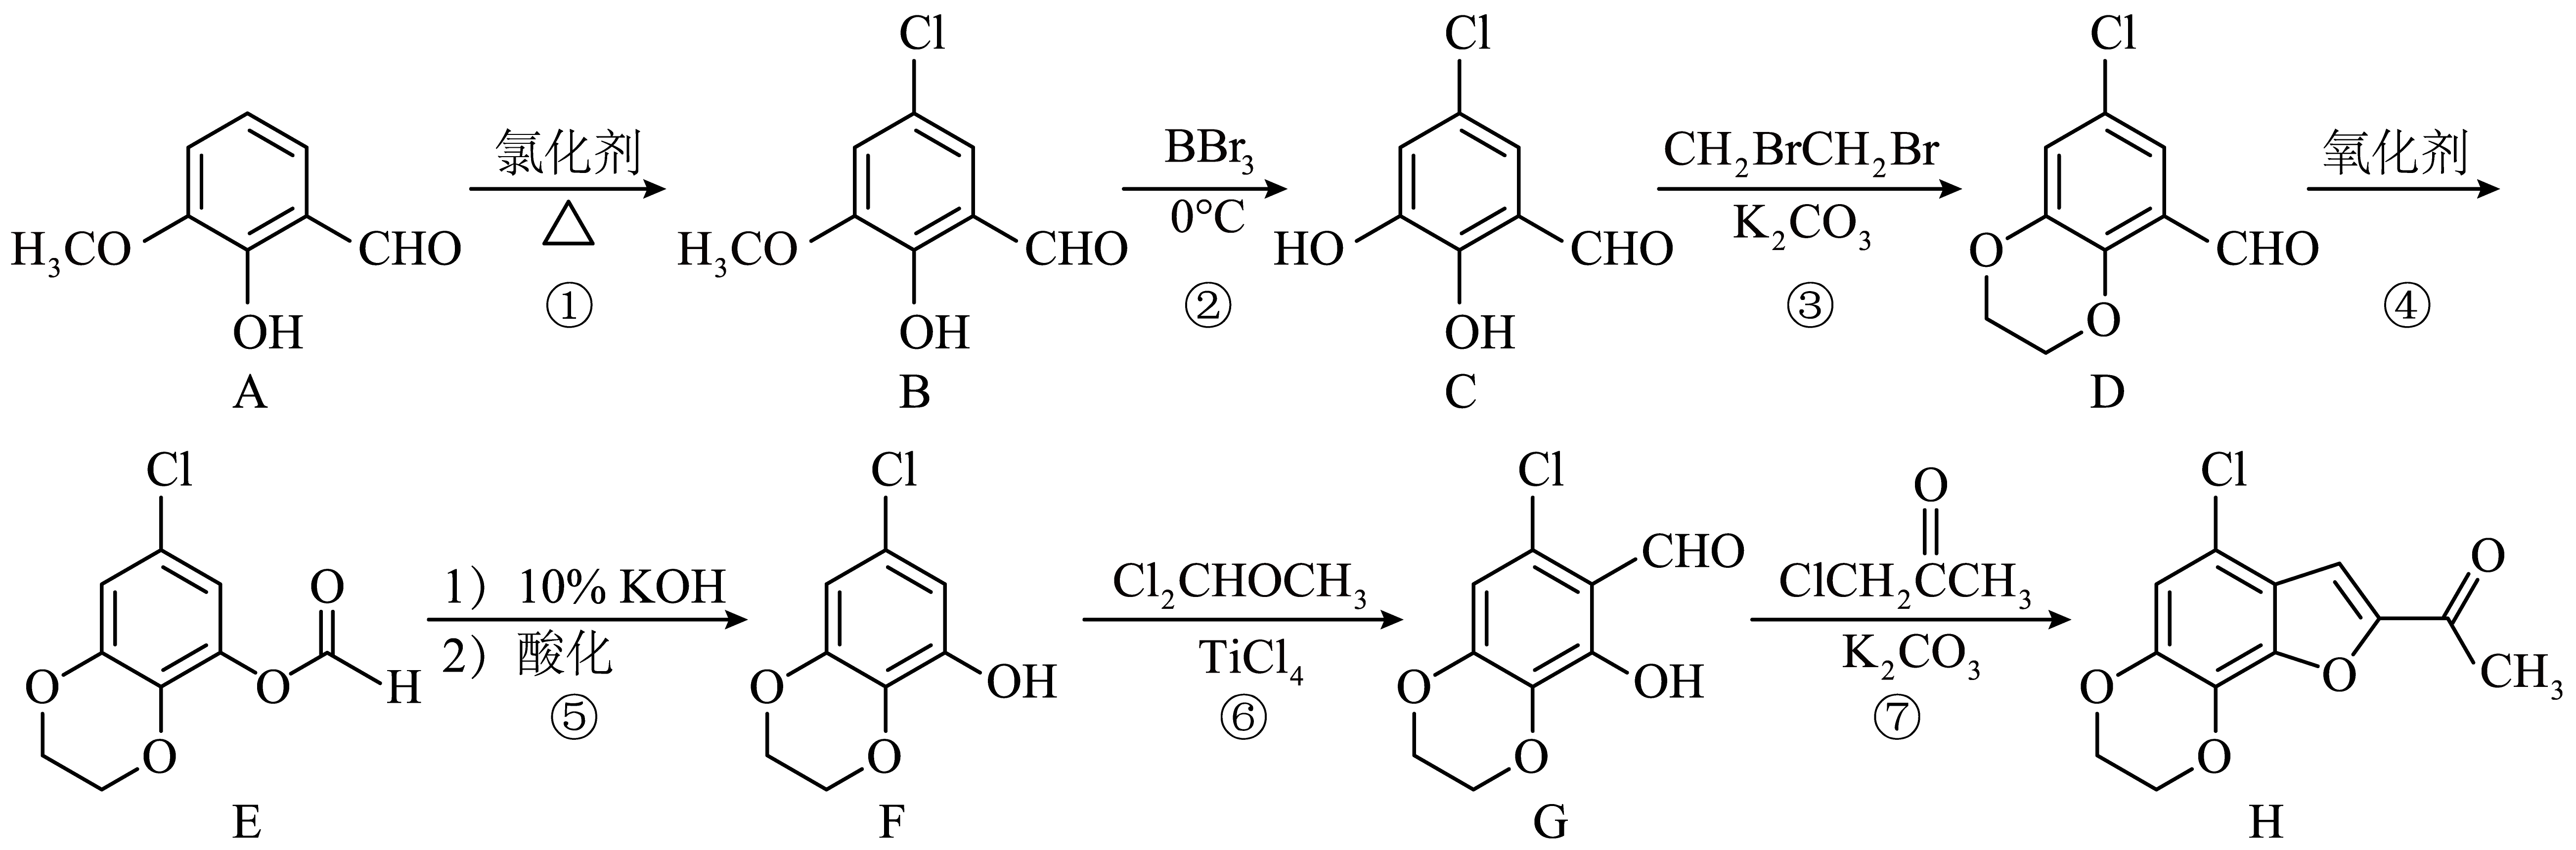 Cl Cl Cl
氯化剂 BBr₃ CH₂BrCH₂Br 氧化剂
△ 0°C K₂CO₃
H₃CO CHO H₃CO CHO HO CHO O CHO
① ② ③ ④
OH OH OH O
A B C D
Cl Cl Cl O Cl
O 1) 10% KOH Cl₂CHOCH₃ CHO ClCH₂CCH₃ O
2) 酸化 TiCl₄ K₂CO₃
O O H O OH O OH O O CH₃
⑤ ⑥ ⑦
O O O O
E F G H